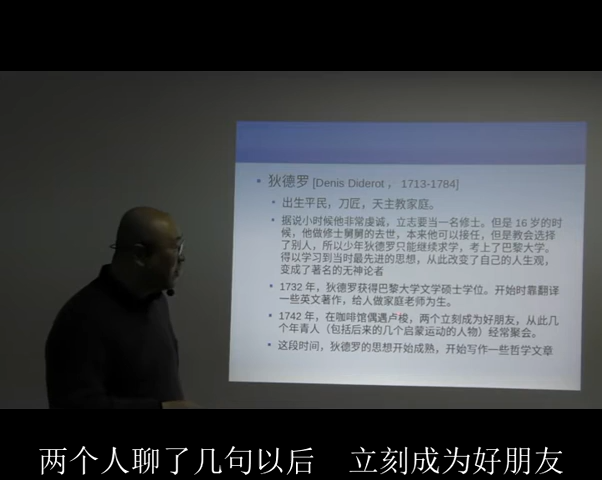 狄德罗 [Denis Diderot， 1713-1784]
出生平民，刀匠，天主教家庭。
据说小时候他非常虔诚，立志要当一名修士。但是 16 岁的时
候，他做修士舅舅的去世，本来他可以接任，但是教会选择
了别人，所以少年狄德罗只能继续求学，考上了巴黎大学。
得以学习到当时最先进的思想，从此改变了自己的人生观，
变成了著名的无神论者
1732 年，狄德罗获得巴黎大学文学硕士学位。开始时靠翻译
一些英文著作，给人做家庭老师为生。
1742 年，在咖啡馆偶遇卢梭，两个立刻成为好朋友，从此几
个年青人（包括后来的几个启蒙运动的人物）经常聚会。
这段时间，狄德罗的思想开始成熟，开始写作一些哲学文章
两个人聊了几句以后 立刻成为好朋友